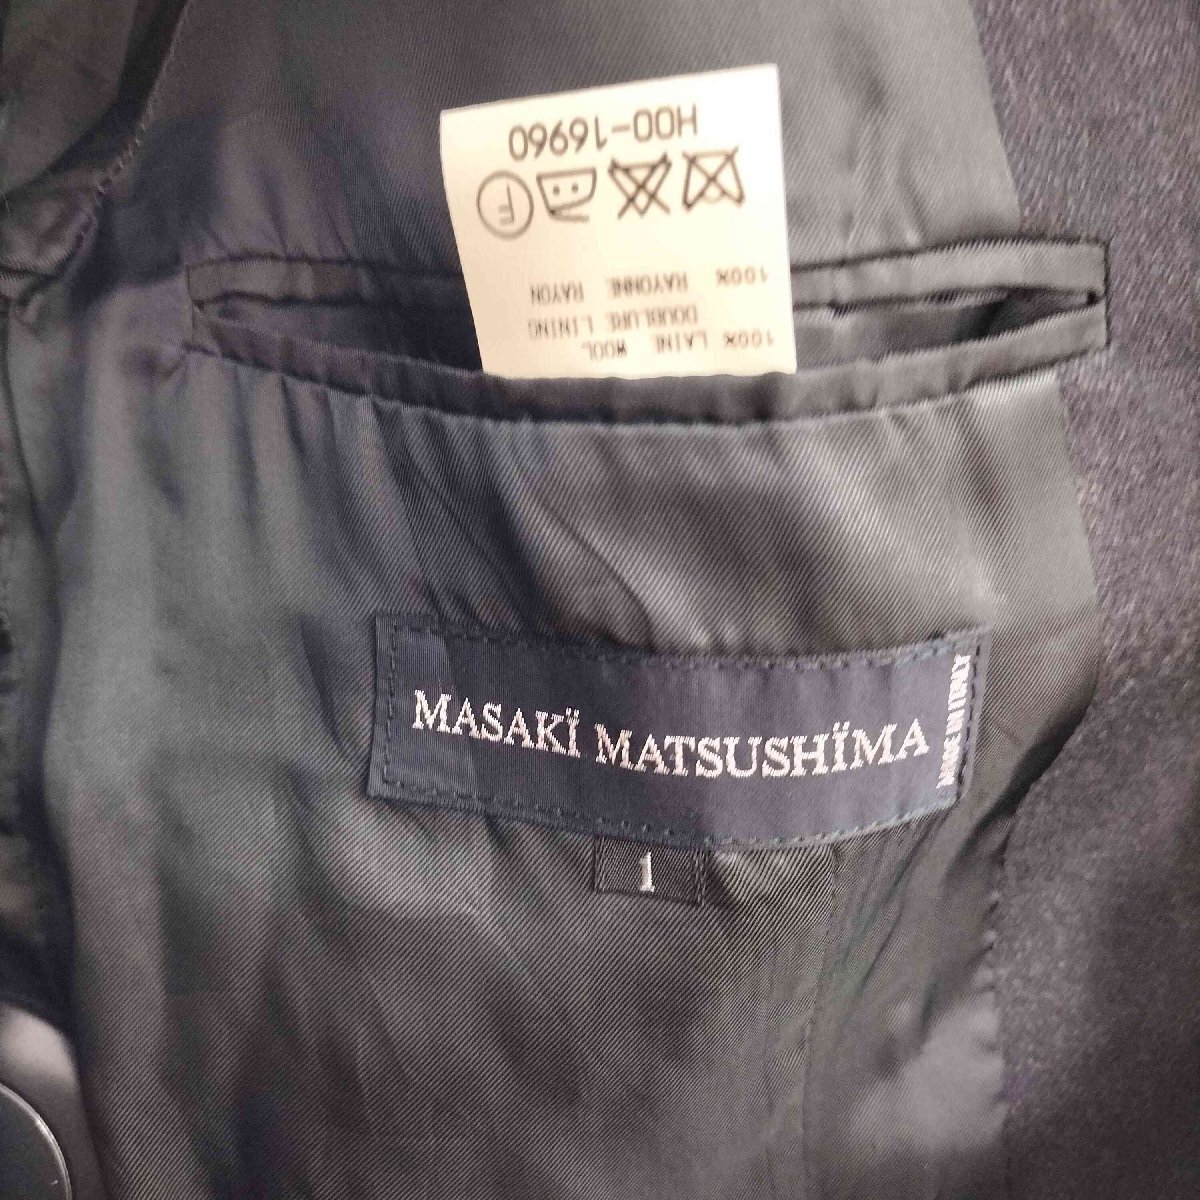 100% LAINE WOOL
DOUBLURE LINING
100% RAYONNE RAYON
F
H00-16960
MASAKÏ MATSUSHÏMA
MADE IN ITALY
1